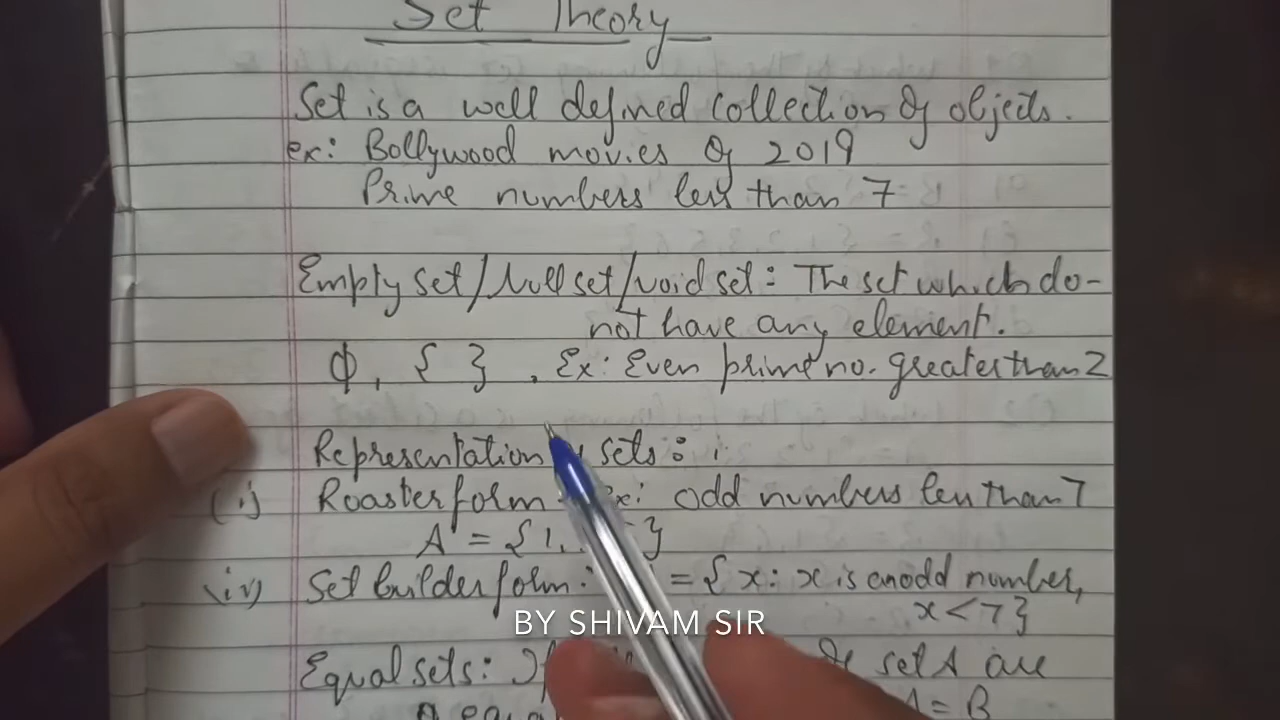 Set Theory
Set is a well defined collection of objects.
ex: Bollywood movies of 2019
Prime numbers less than 7
Empty set/Null set/void set: The set which do-
not have any element.
Φ, { } , Ex: Even prime no. greater than 2
Representation sets:
(i) Roaster form odd numbers less than 7
A = {1, }
(iv) Set builder form: = { x: x is an odd number,
x < 7}
BY SHIVAM SIR
Equal sets: If of set A are
A = B